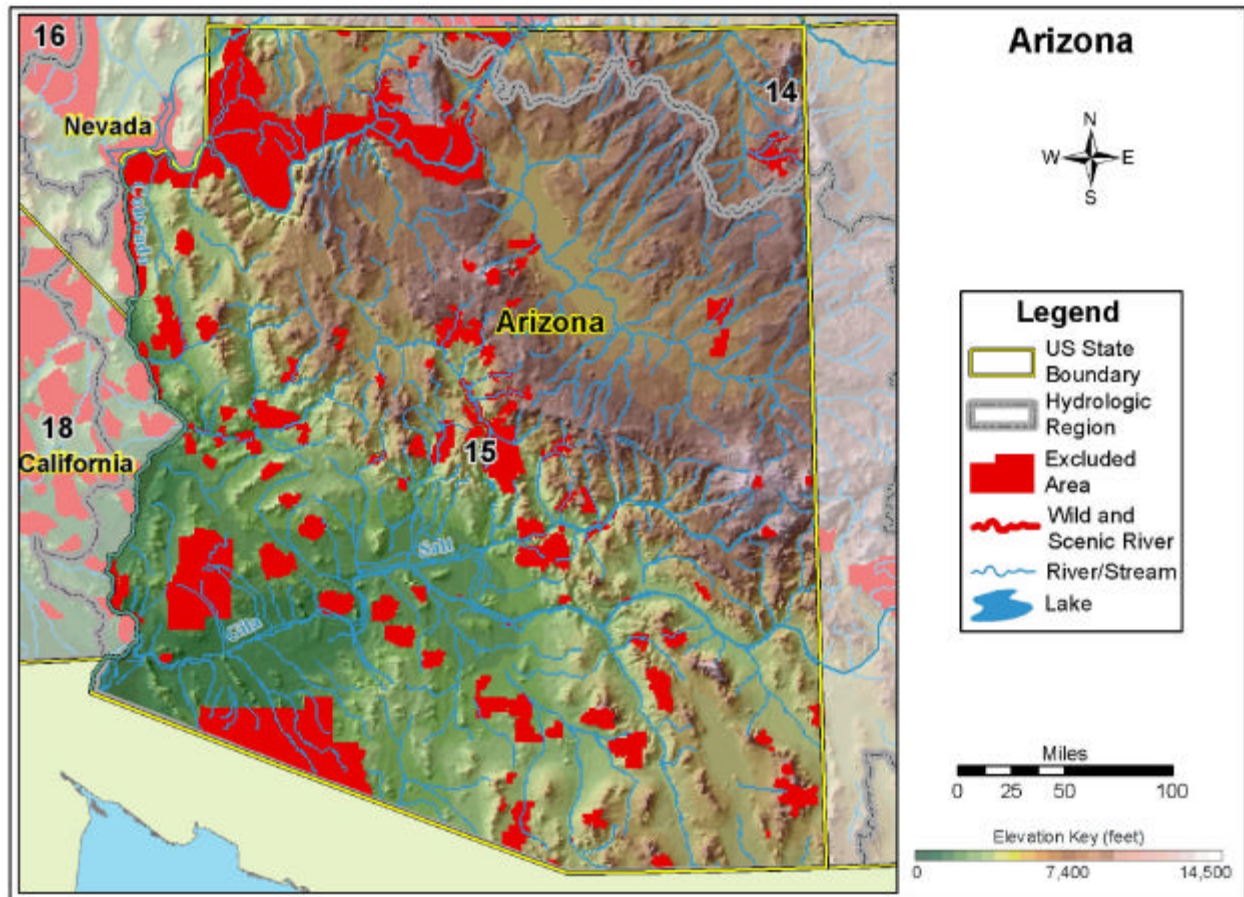 Arizona
16
14
Nevada
Colorado
Arizona
18
California
15
Salt
Gila
N
W
E
S
Legend
US State
Boundary
Hydrologic
Region
Excluded
Area
Wild and
Scenic River
River/Stream
Lake
Miles
0 25 50 100
Elevation Key (feet)
0 7,400 14,500